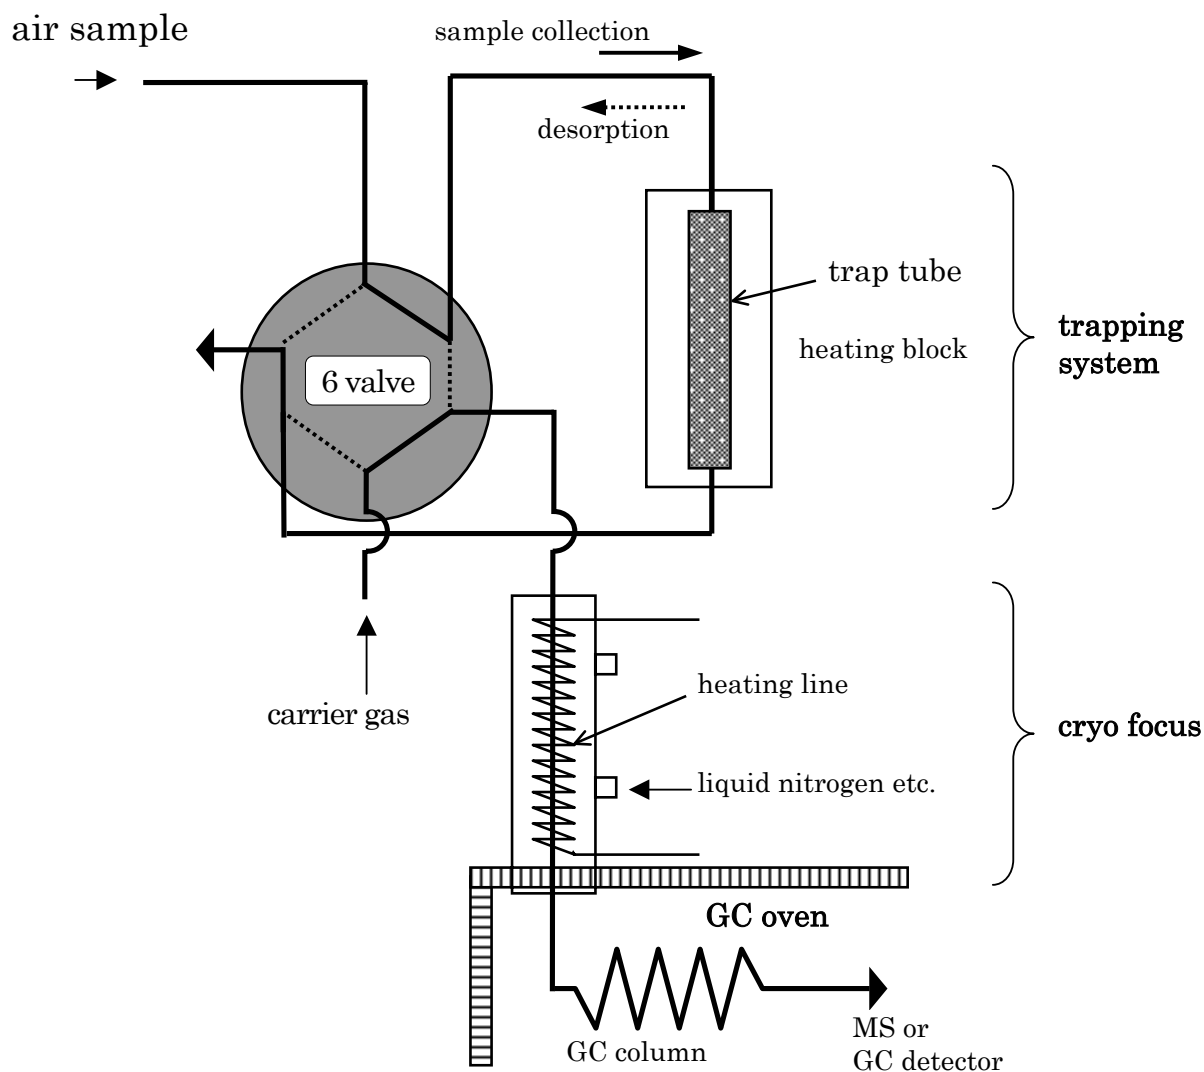 air sample
sample collection
desorption
trap tube
heating block
trapping
system
6 valve
carrier gas
heating line
cryo focus
liquid nitrogen etc.
GC oven
GC column
MS or
GC detector